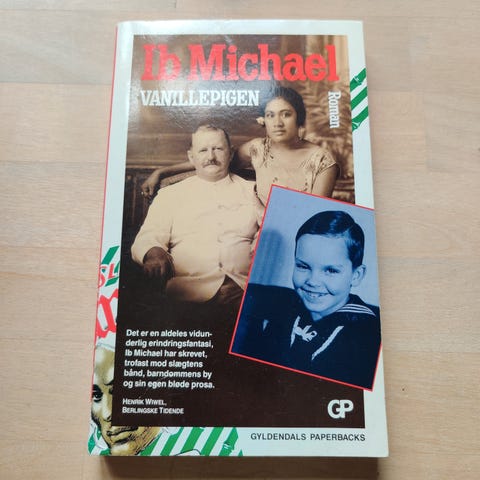 Ib Michael
VANILLEPIGEN
Roman
Det er en aldeles vidun-
derlig erindringsfantasi,
Ib Michael har skrevet,
trofast mod slægtens
bånd, barndommens by
og sin egen bløde prosa.
HENRIK WIWEL,
BERLINGSKE TIDENDE
GP
GYLDENDALS PAPERBACKS